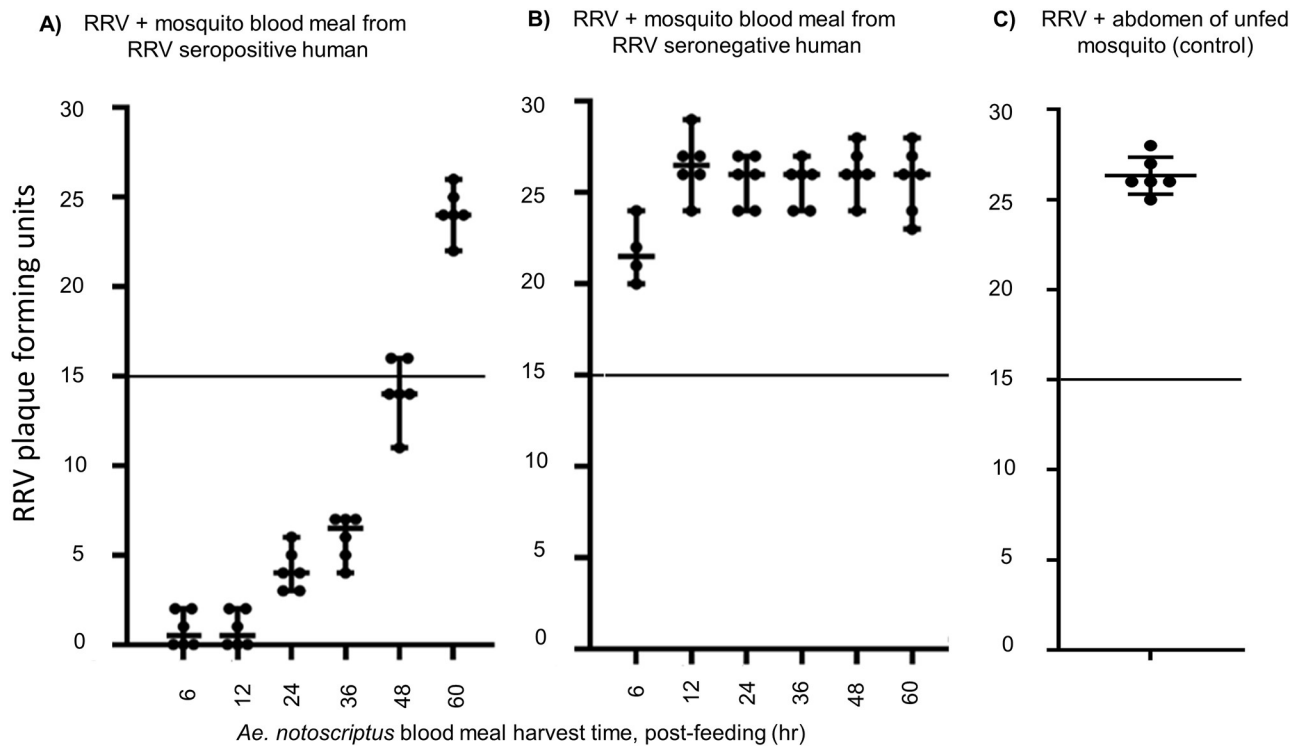 A) RRV + mosquito blood meal from
RRV seropositive human
B) RRV + mosquito blood meal from
RRV seronegative human
C) RRV + abdomen of unfed
mosquito (control)
RRV plaque forming units
30
25
20
15
10
5
0
6 12 24 36 48 60
30
25
20
15
10
5
0
6 12 24 36 48 60
30
25
20
15
10
5
0
Ae. notoscriptus blood meal harvest time, post-feeding (hr)